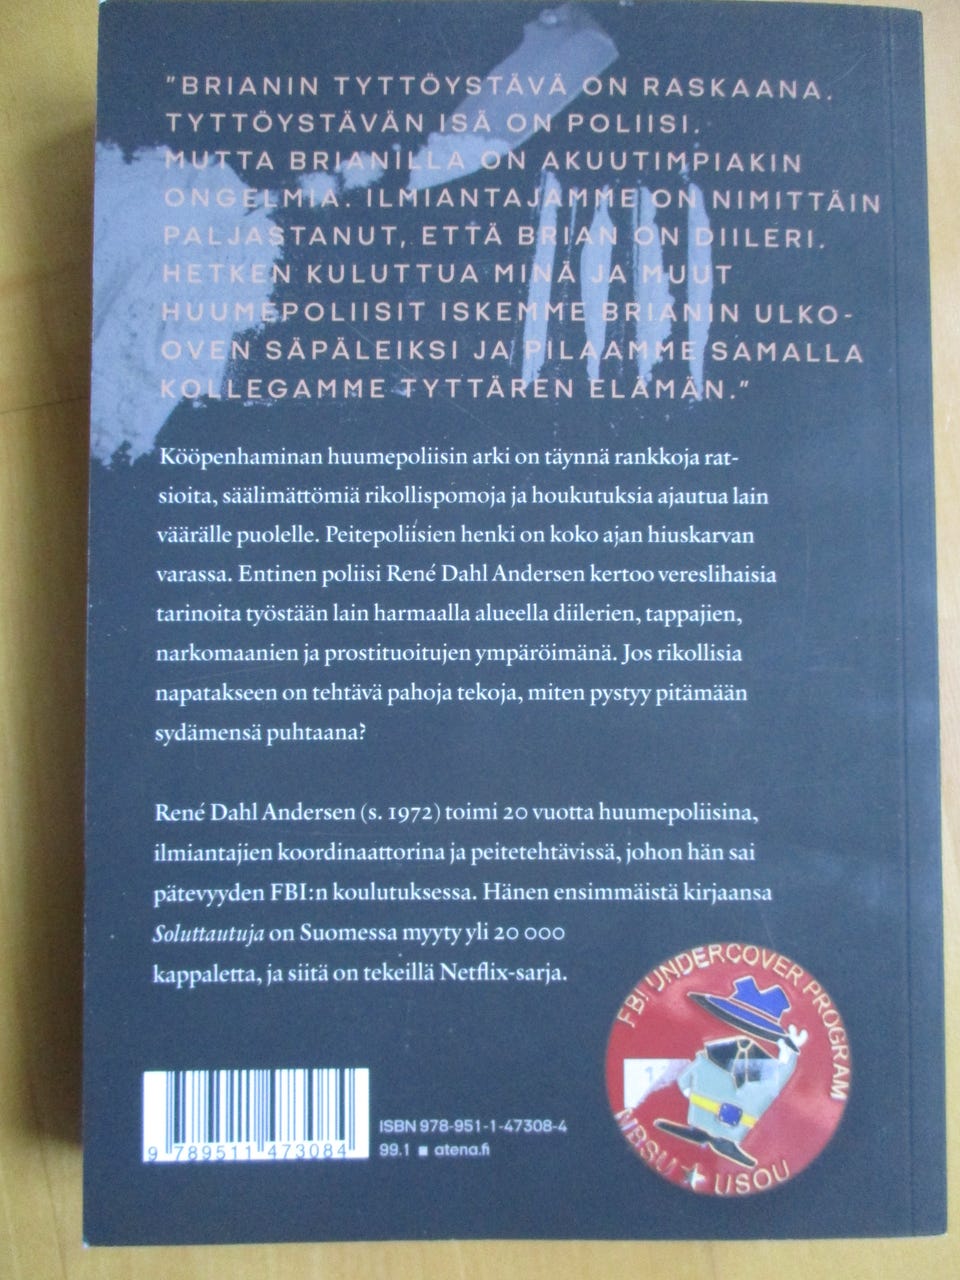 "BRIANIN TYTTÖYSTÄVÄ ON RASKAANA.
TYTTÖYSTÄVÄN ISÄ ON POLIISI.
MUTTA BRIANILLA ON AKUUTIMPIAKIN
ONGELMIA. ILMIANTAJAMME ON NIMITTÄIN
PALJASTANUT, ETTÄ BRIAN ON DIILERI.
HETKEN KULUTTUA MINÄ JA MUUT
HUUMEPOLIISIT ISKEMME BRIANIN ULKO-
OVEN SÄPÄLEIKSI JA PILAAMME SAMALLA
KOLLEGAMME TYTTÄREN ELÄMÄN."
Kööpenhaminan huumepoliisin arki on täynnä rankkoja rat-
sioita, säälimättömiä rikollispomoja ja houkutuksia ajautua lain
väärälle puolelle. Peitepoliisien henki on koko ajan hiuskarvan
varassa. Entinen poliisi René Dahl Andersen kertoo vereslihaisia
tarinoita työstään lain harmaalla alueella diilerien, tappajien,
narkomaanien ja prostituoitujen ympäröimänä. Jos rikollisia
napatakseen on tehtävä pahoja tekoja, miten pystyy pitämään
sydämensä puhtaana?
René Dahl Andersen (s. 1972) toimi 20 vuotta huumepoliisina,
ilmiantajien koordinaattorina ja peitetehtävissä, johon hän sai
pätevyyden FBI:n koulutuksessa. Hänen ensimmäistä kirjaansa
Soluttautuja on Suomessa myyty yli 20 000
kappaletta, ja siitä on tekeillä Netflix-sarja.
FBI UNDERCOVER PROGRAM
USOU
ISBN 978-951-1-47308-4
99.1 ■ atena.fi
9 789511 473084